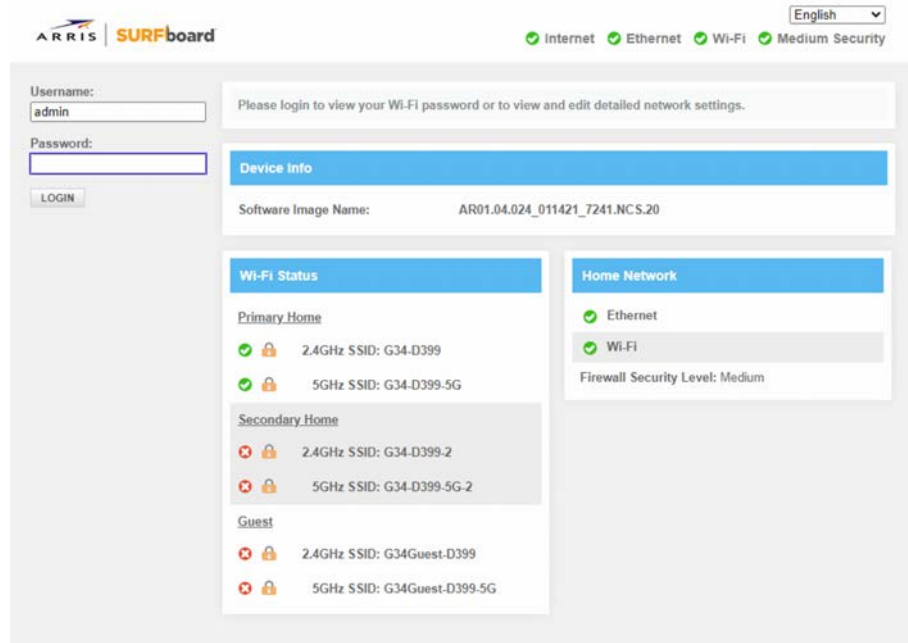 English
ARRIS SURFboard
Internet Ethernet Wi-Fi Medium Security
Username:
admin
Password:
LOGIN
Please login to view your Wi-Fi password or to view and edit detailed network settings.
Device Info
Software Image Name: AR01.04.024_011421_7241.NCS.20
Wi-Fi Status
Primary Home
2.4GHz SSID: G34-D399
5GHz SSID: G34-D399-5G
Secondary Home
2.4GHz SSID: G34-D399-2
5GHz SSID: G34-D399-5G-2
Guest
2.4GHz SSID: G34Guest-D399
5GHz SSID: G34Guest-D399-5G
Home Network
Ethernet
Wi-Fi
Firewall Security Level: Medium